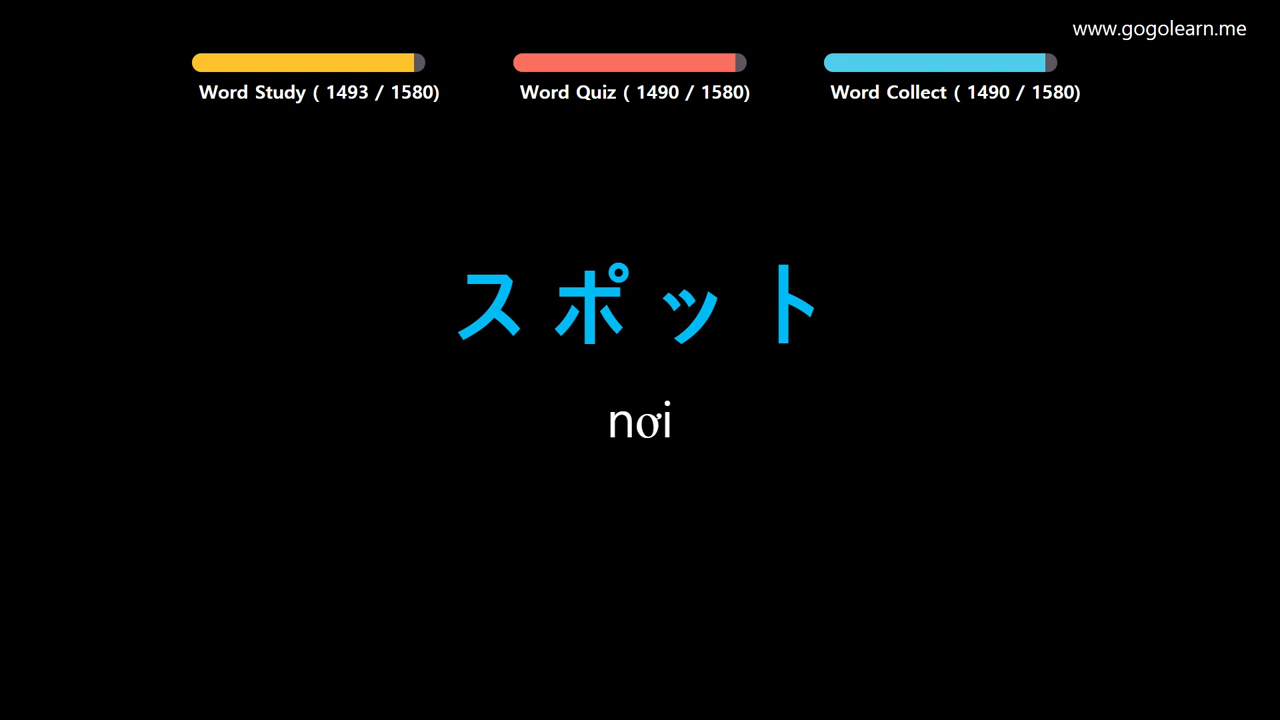 www.gogolearn.me
Word Study ( 1493 / 1580)
Word Quiz ( 1490 / 1580)
Word Collect ( 1490 / 1580)
スポット
nơi